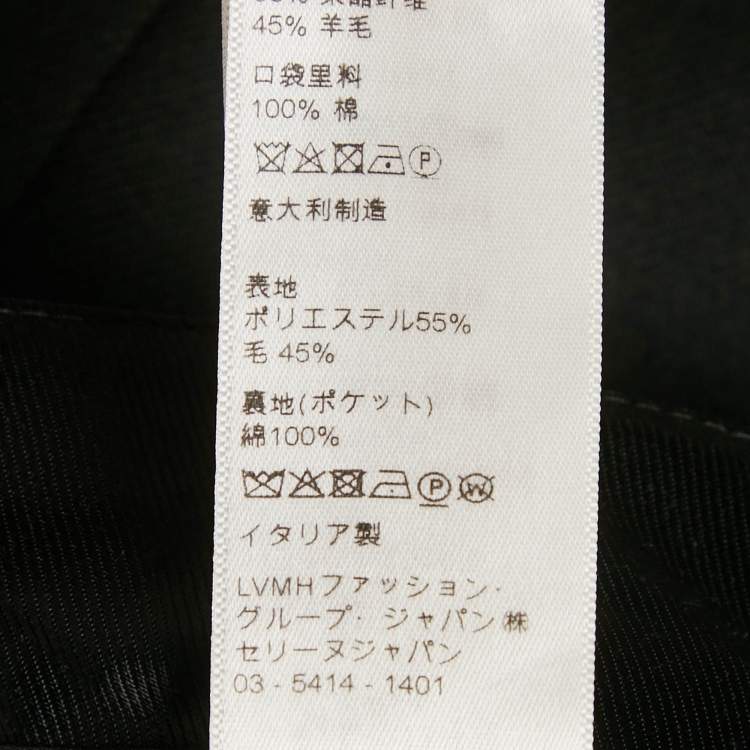 45% 羊毛
口袋里料
100% 棉
P
意大利制造
表地
ポリエステル55%
毛 45%
裏地(ポケット)
綿100%
P W
イタリア製
LVMHファッション・
グループ・ジャパン㈱
セリーヌジャパン
03 - 5414 - 1401